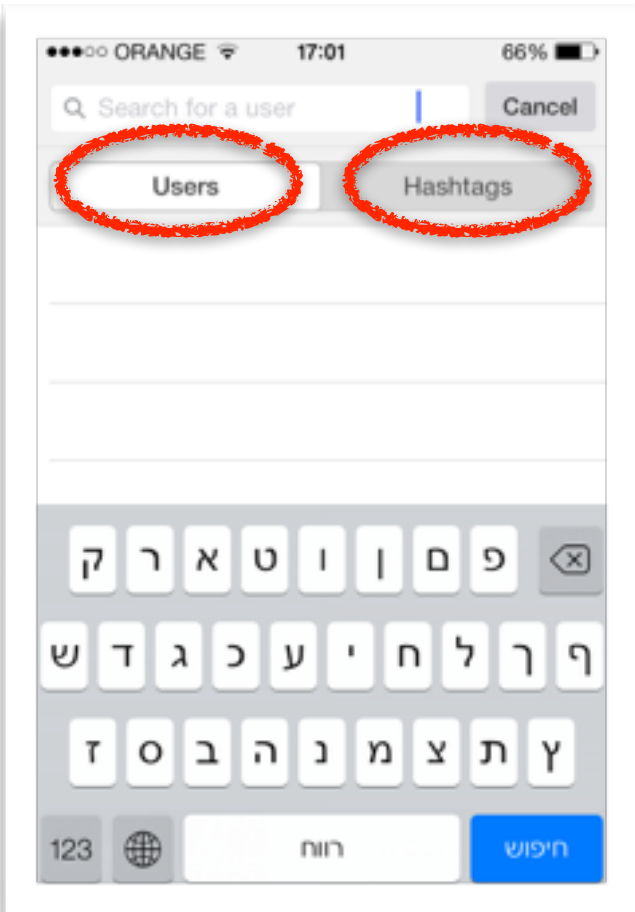 ORANGE 17:01 66%
Search for a user Cancel
Users Hashtags
ק ר א ט ו ן ם פ
ש ד ג כ ע י ח ל ך ף
ז ס ב ה נ מ צ ת ץ
123 רווח חיפוש